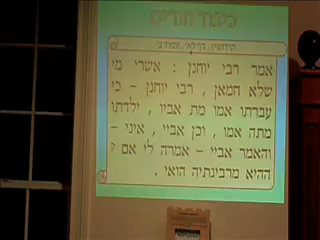 כיבוד הורים
קידושין, דף לא', עמוד ב'
אמר רבי יוחנן : אשרי מי
שלא חמאן , רבי יוחנן – כי
עברתו אמו מת אביו , ילדתו
מתה אמו , וכן אביי , איני –
והאמר אביי – אמרה לי אם ?
ההיא מרבינתיה הואי .